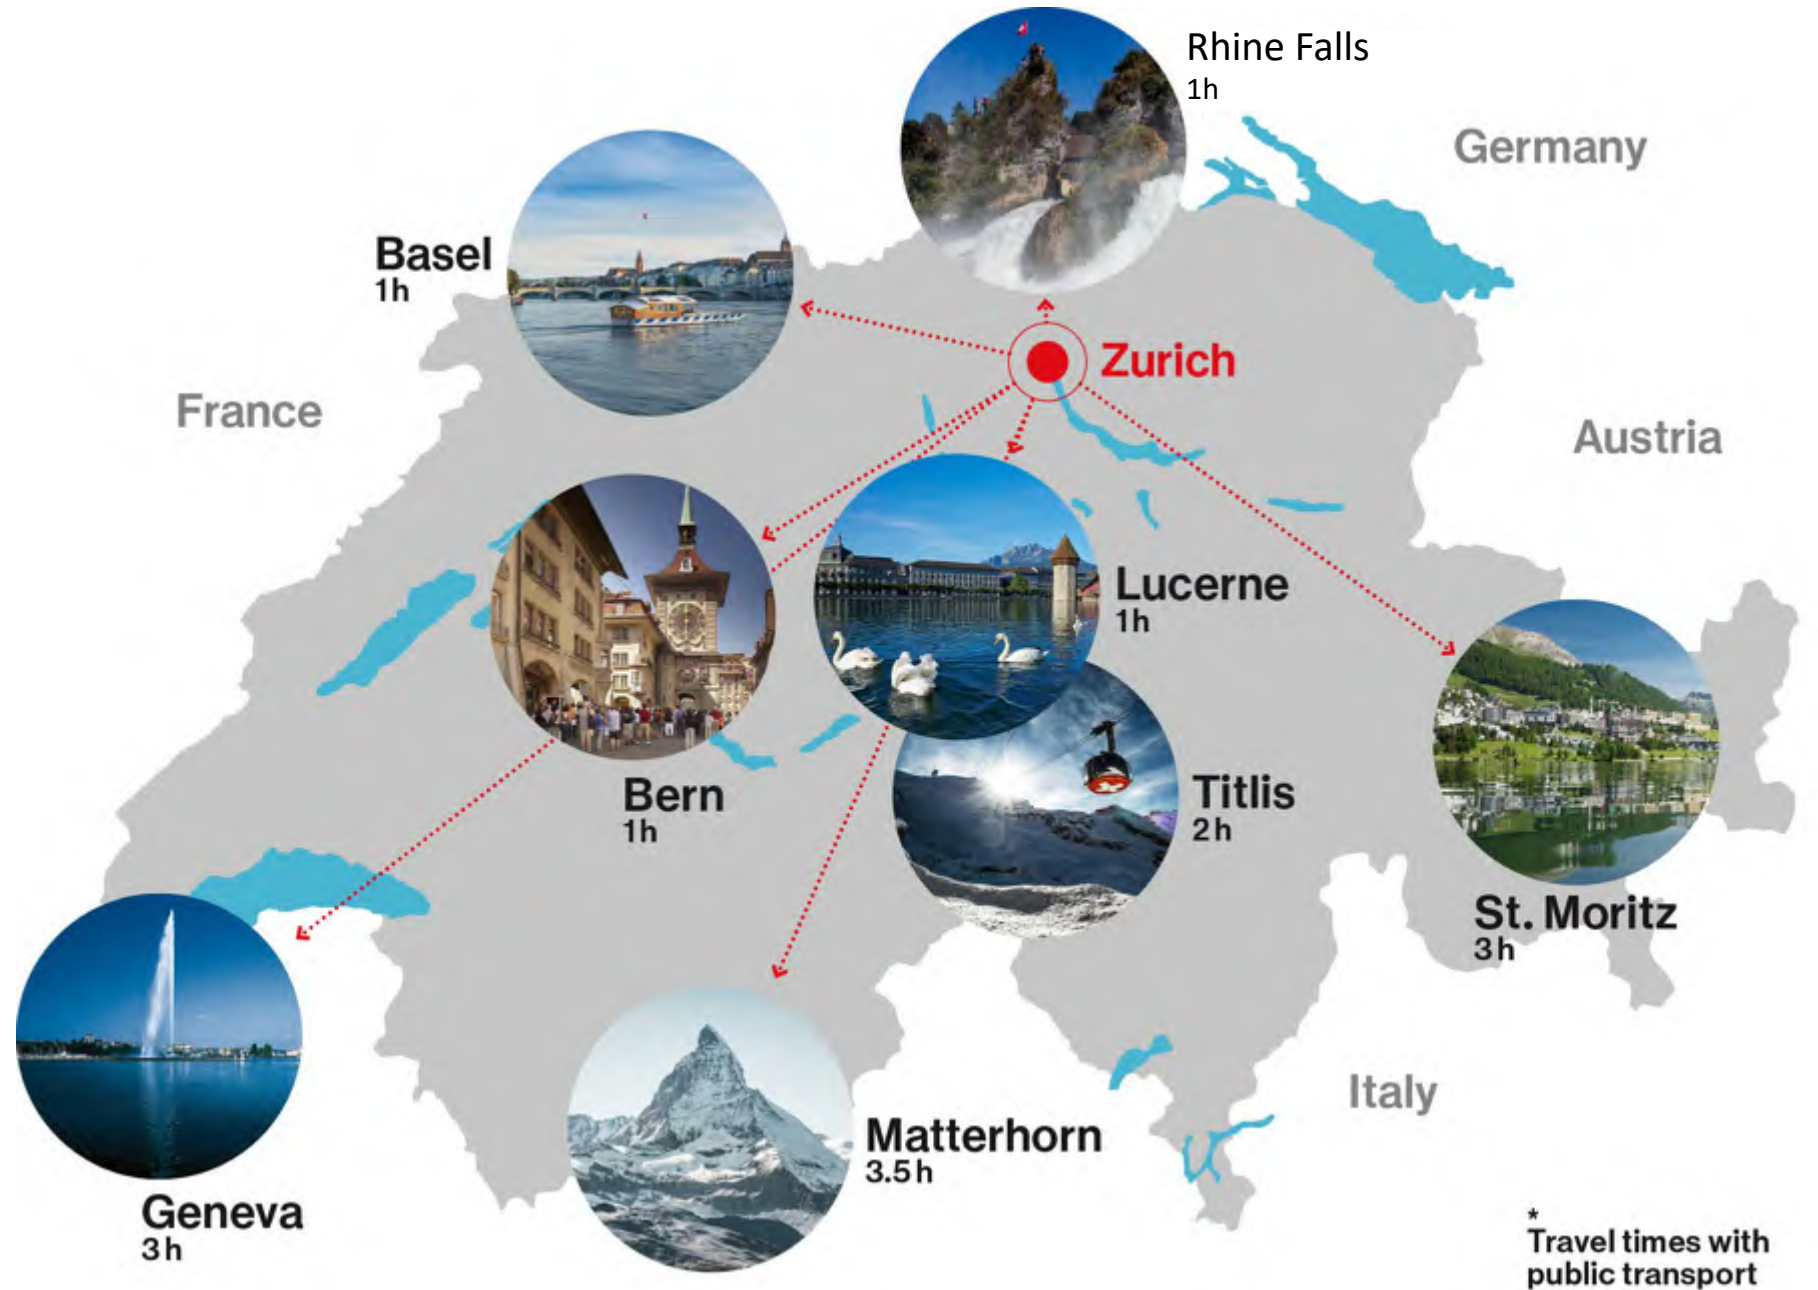 Rhine Falls
1h
Germany
Basel
1h
Zurich
France
Austria
Lucerne
1h
Bern
1h
Titlis
2h
St. Moritz
3h
Italy
Matterhorn
3.5h
Geneva
3h
*
Travel times with
public transport